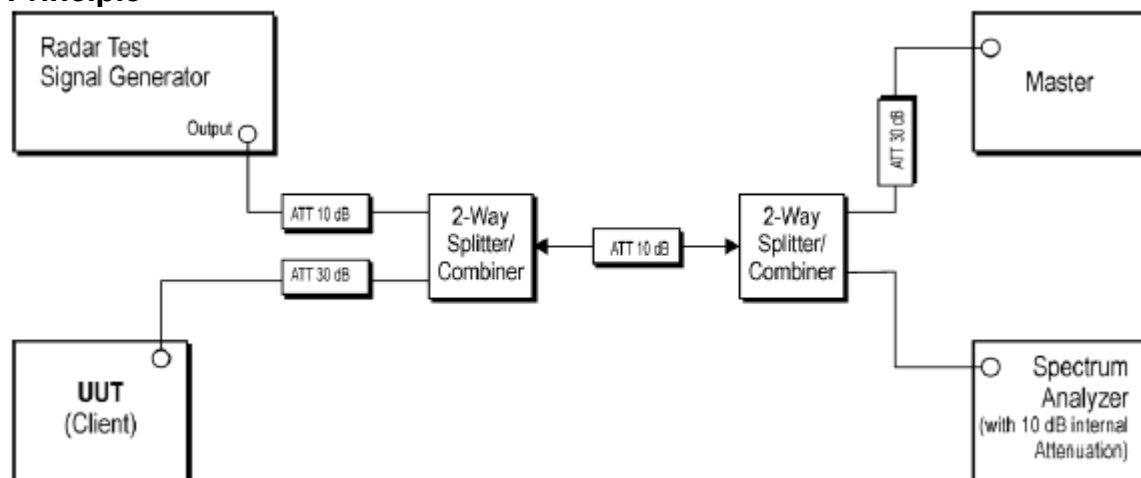 Principle
Radar Test
Signal Generator
Output
ATT 10 dB
ATT 30 dB
UUT
(Client)
2-Way
Splitter/
Combiner
ATT 10 dB
2-Way
Splitter/
Combiner
ATT 30 dB
Master
Spectrum
Analyzer
(with 10 dB internal
Attenuation)